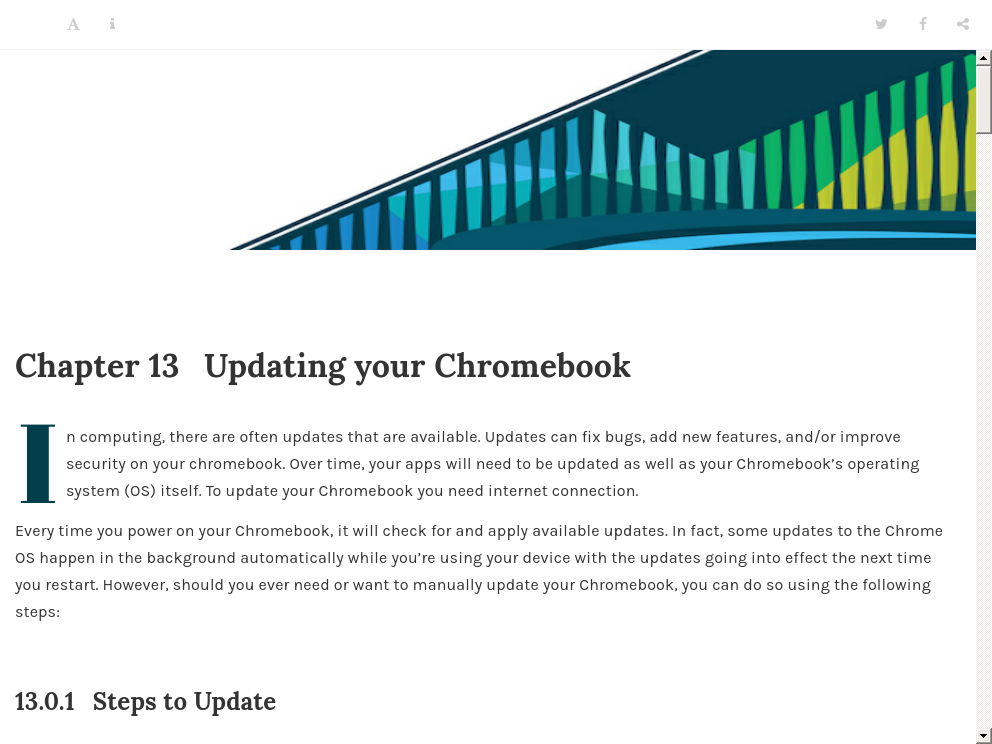 A i
Chapter 13 Updating your Chromebook
In computing, there are often updates that are available. Updates can fix bugs, add new features, and/or improve
security on your chromebook. Over time, your apps will need to be updated as well as your Chromebook’s operating
system (OS) itself. To update your Chromebook you need internet connection.
Every time you power on your Chromebook, it will check for and apply available updates. In fact, some updates to the Chrome
OS happen in the background automatically while you’re using your device with the updates going into effect the next time
you restart. However, should you ever need or want to manually update your Chromebook, you can do so using the following
steps:
13.0.1 Steps to Update